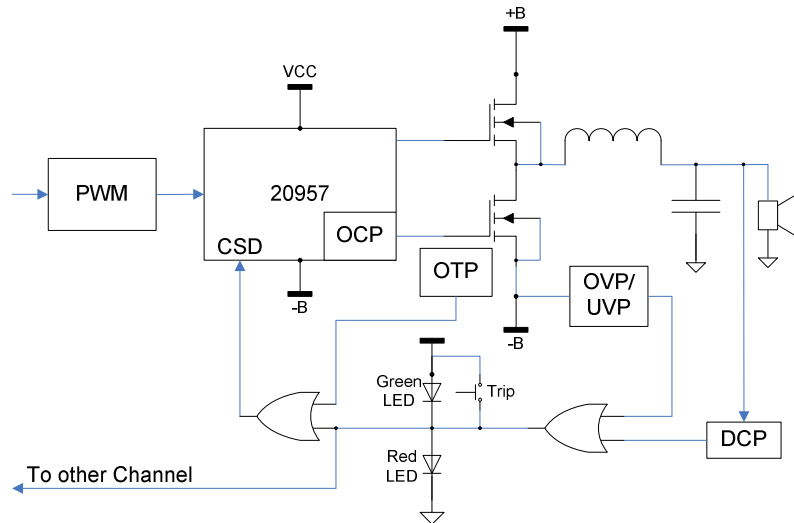 +B
VCC
PWM
20957
OCP
CSD
OTP
OVP/
UVP
-B
-B
Green
LED
Trip
Red
LED
DCP
To other Channel